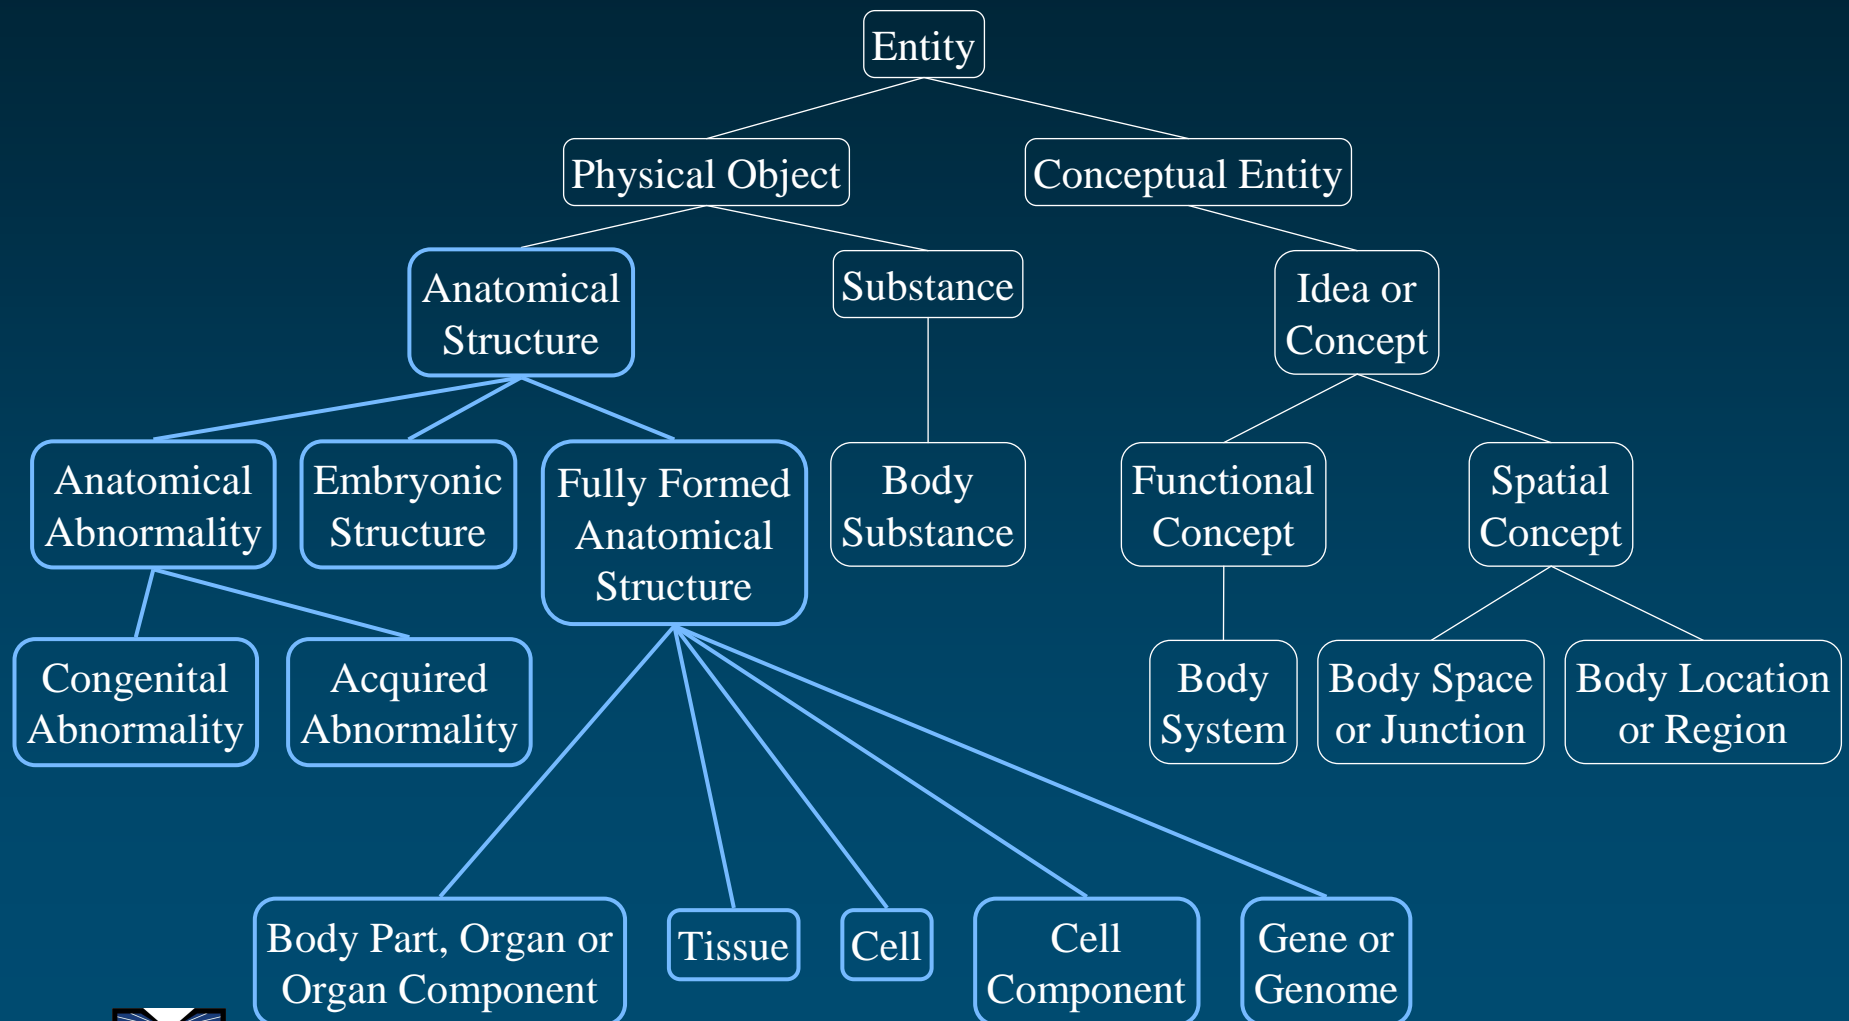 Entity
Physical Object
Conceptual Entity
Anatomical
Structure
Substance
Idea or
Concept
Anatomical
Abnormality
Embryonic
Structure
Fully Formed
Anatomical
Structure
Body
Substance
Functional
Concept
Spatial
Concept
Congenital
Abnormality
Acquired
Abnormality
Body
System
Body Space
or Junction
Body Location
or Region
Body Part, Organ or
Organ Component
Tissue
Cell
Cell
Component
Gene or
Genome